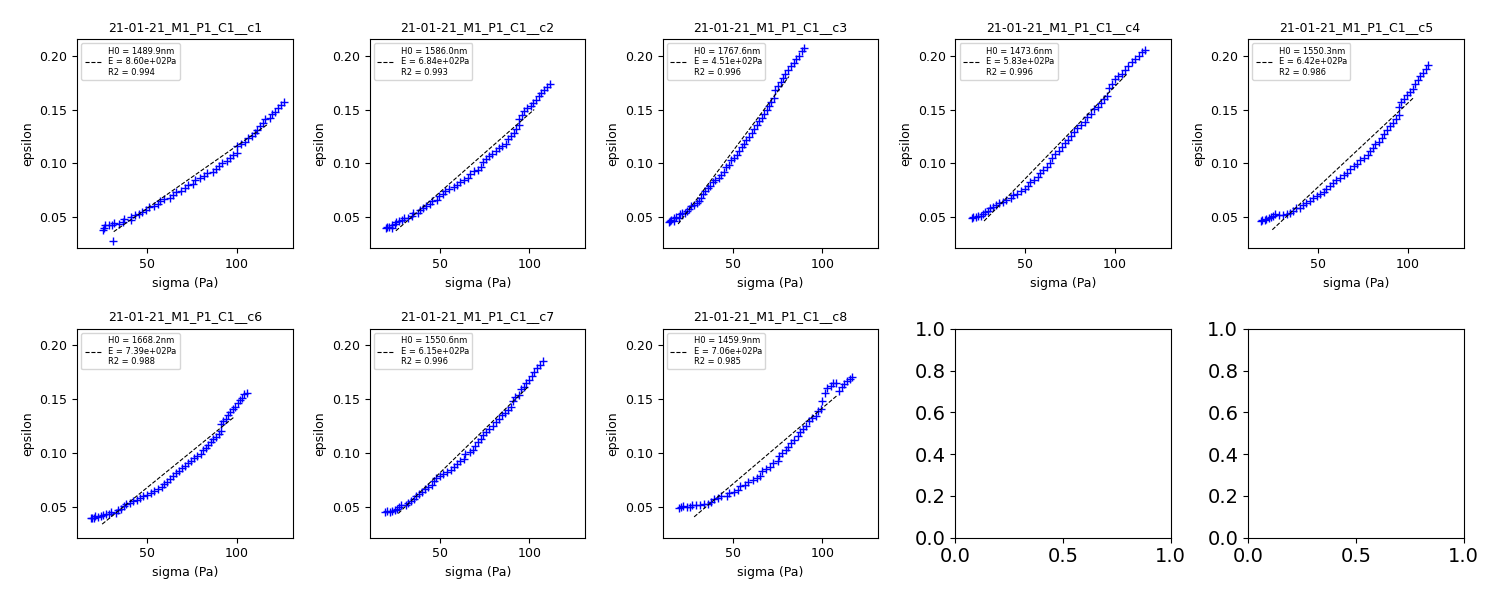 21-01-21_M1_P1_C1__c1
H0 = 1489.9nm
E = 8.60e+02Pa
R2 = 0.994
epsilon
0.20
0.15
0.10
0.05
50
100
sigma (Pa)
21-01-21_M1_P1_C1__c2
H0 = 1586.0nm
E = 6.84e+02Pa
R2 = 0.993
epsilon
0.20
0.15
0.10
0.05
50
100
sigma (Pa)
21-01-21_M1_P1_C1__c3
H0 = 1767.6nm
E = 4.51e+02Pa
R2 = 0.996
epsilon
0.20
0.15
0.10
0.05
50
100
sigma (Pa)
21-01-21_M1_P1_C1__c4
H0 = 1473.6nm
E = 5.83e+02Pa
R2 = 0.996
epsilon
0.20
0.15
0.10
0.05
50
100
sigma (Pa)
21-01-21_M1_P1_C1__c5
H0 = 1550.3nm
E = 6.42e+02Pa
R2 = 0.986
epsilon
0.20
0.15
0.10
0.05
50
100
sigma (Pa)
21-01-21_M1_P1_C1__c6
H0 = 1668.2nm
E = 7.39e+02Pa
R2 = 0.988
epsilon
0.20
0.15
0.10
0.05
50
100
sigma (Pa)
21-01-21_M1_P1_C1__c7
H0 = 1550.6nm
E = 6.15e+02Pa
R2 = 0.996
epsilon
0.20
0.15
0.10
0.05
50
100
sigma (Pa)
21-01-21_M1_P1_C1__c8
H0 = 1459.9nm
E = 7.06e+02Pa
R2 = 0.985
epsilon
0.20
0.15
0.10
0.05
50
100
sigma (Pa)
1.0
0.8
0.6
0.4
0.2
0.0
0.0
0.5
1.0
1.0
0.8
0.6
0.4
0.2
0.0
0.0
0.5
1.0